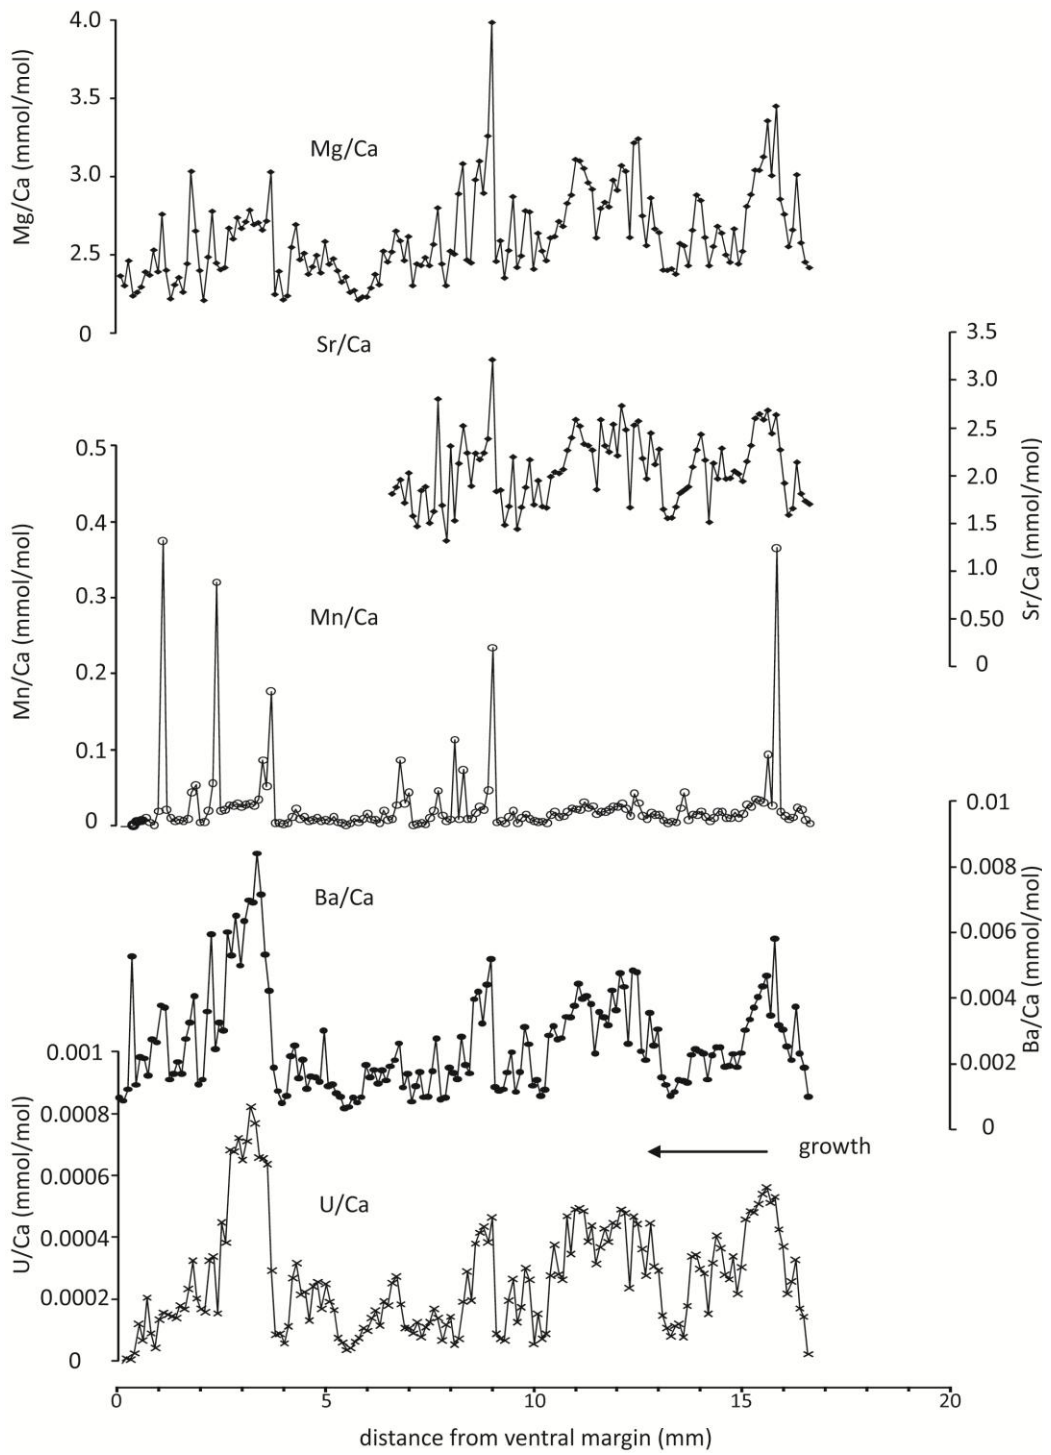 4.0
3.5
3.0
2.5
0
Mg/Ca (mmol/mol)
Mg/Ca
Sr/Ca
3.5
3.0
2.5
2.0
1.5
1.0
0.50
0
Sr/Ca (mmol/mol)
0.5
0.4
0.3
0.2
0.1
0
Mn/Ca (mmol/mol)
Mn/Ca
0.01
0.008
0.006
0.004
0.002
0
Ba/Ca (mmol/mol)
Ba/Ca
0.001
0.0008
0.0006
0.0004
0.0002
0
U/Ca (mmol/mol)
growth
U/Ca
0 5 10 15 20
distance from ventral margin (mm)